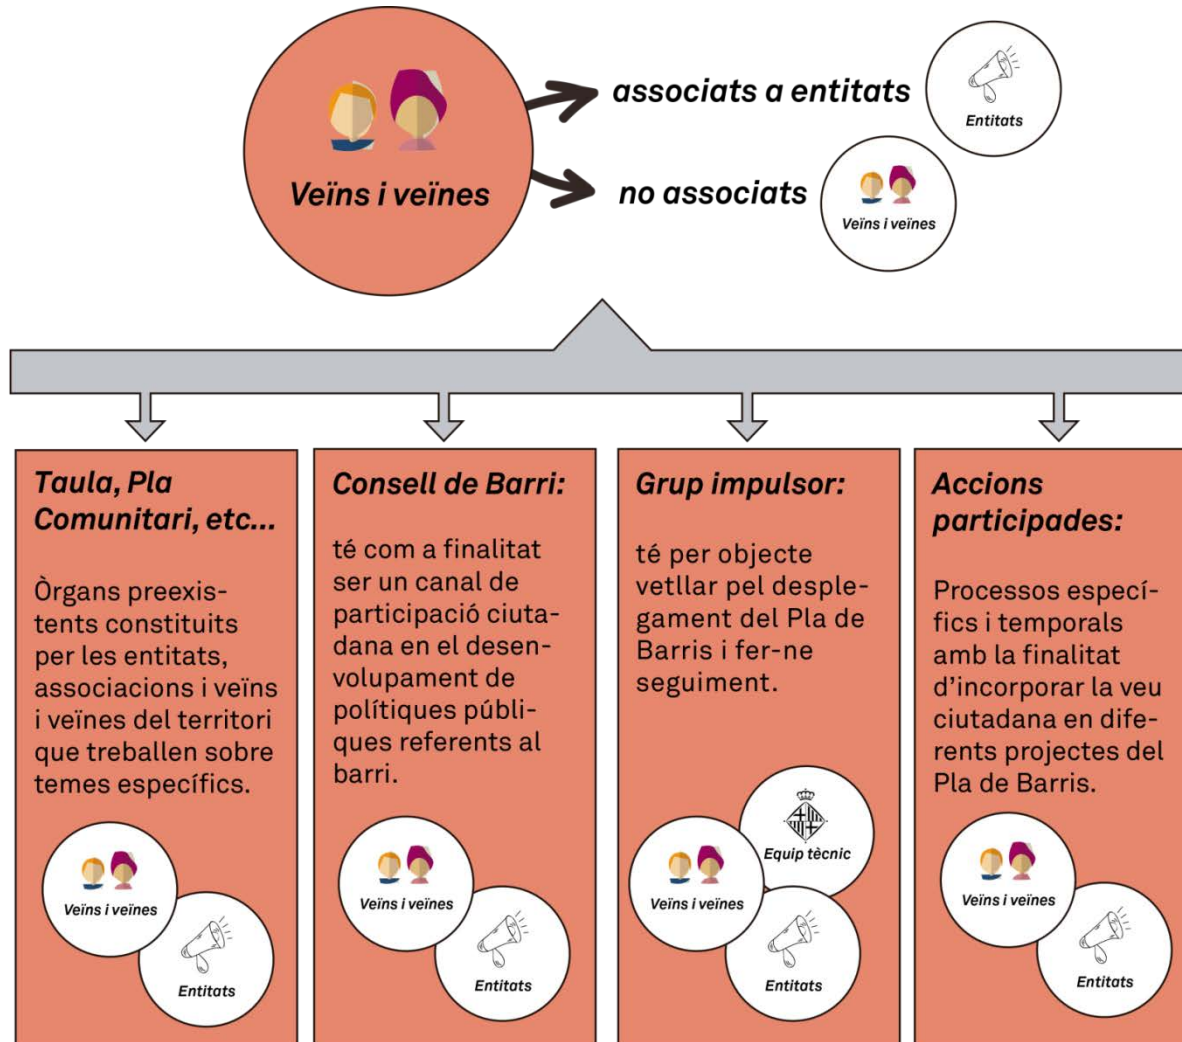 associats a entitats
Entitats
Veïns i veïnes
no associats
Veïns i veïnes
Taula, Pla
Comunitari, etc...
Òrgans preexis-
tents constituits
per les entitats,
associacions i veïns
i veïnes del territori
que treballen sobre
temes específics.
Veïns i veïnes
Entitats
Consell de Barri:
té com a finalitat
ser un canal de
participació ciuta-
dana en el desen-
volupament de
polítiques públi-
ques referents al
barri.
Veïns i veïnes
Entitats
Grup impulsor:
té per objecte
vetllar pel desple-
gament del Pla de
Barris i fer-ne
seguiment.
Equip tècnic
Veïns i veïnes
Entitats
Accions
participades:
Processos especí-
fics i temporals
amb la finalitat
d'incorporar la veu
ciutadana en dife-
rents projectes del
Pla de Barris.
Veïns i veïnes
Entitats